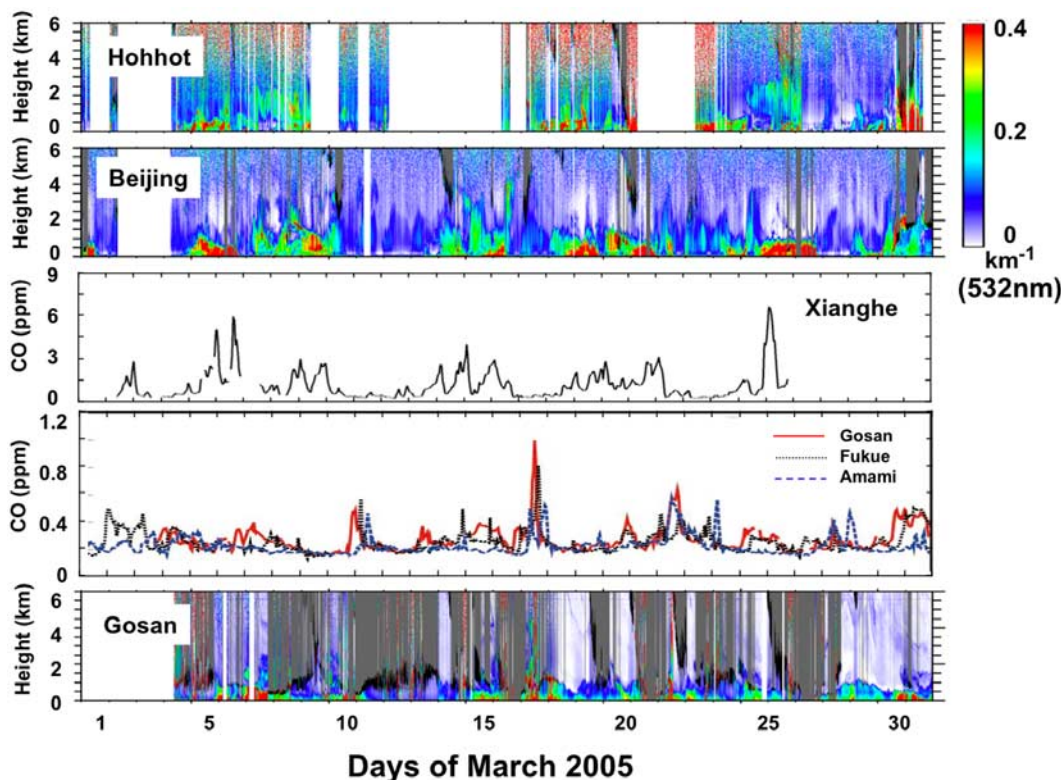 6
4
2
0
Height (km)
Hohhot
0.4
0.2
0
km-1
(532nm)
6
4
2
0
Height (km)
Beijing
9
6
3
0
CO (ppm)
Xianghe
1.2
0.8
0.4
0
CO (ppm)
Gosan
Fukue
Amami
6
4
2
0
Height (km)
Gosan
1 5 10 15 20 25 30
Days of March 2005